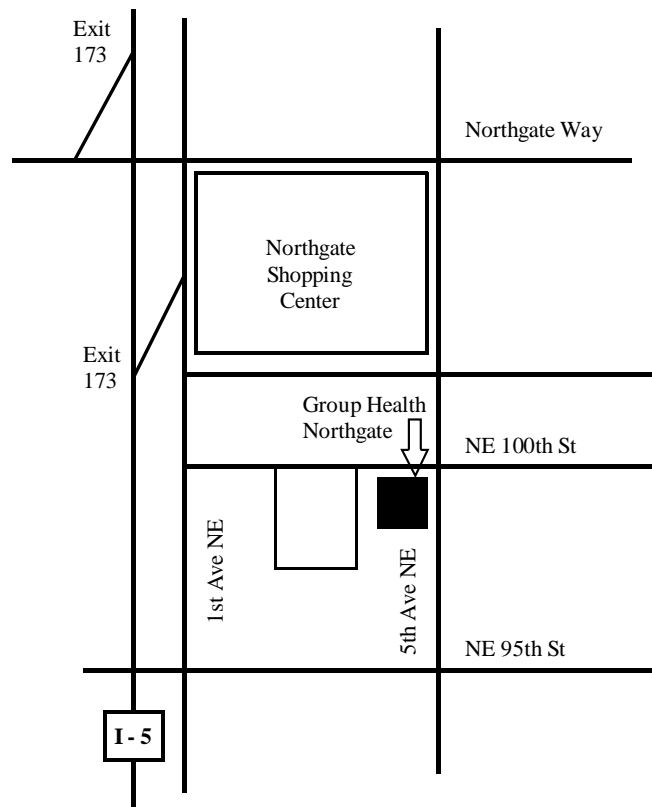 Exit
173
Northgate Way
Northgate
Shopping
Center
Exit
173
Group Health
Northgate
NE 100th St
1st Ave NE
5th Ave NE
NE 95th St
I - 5